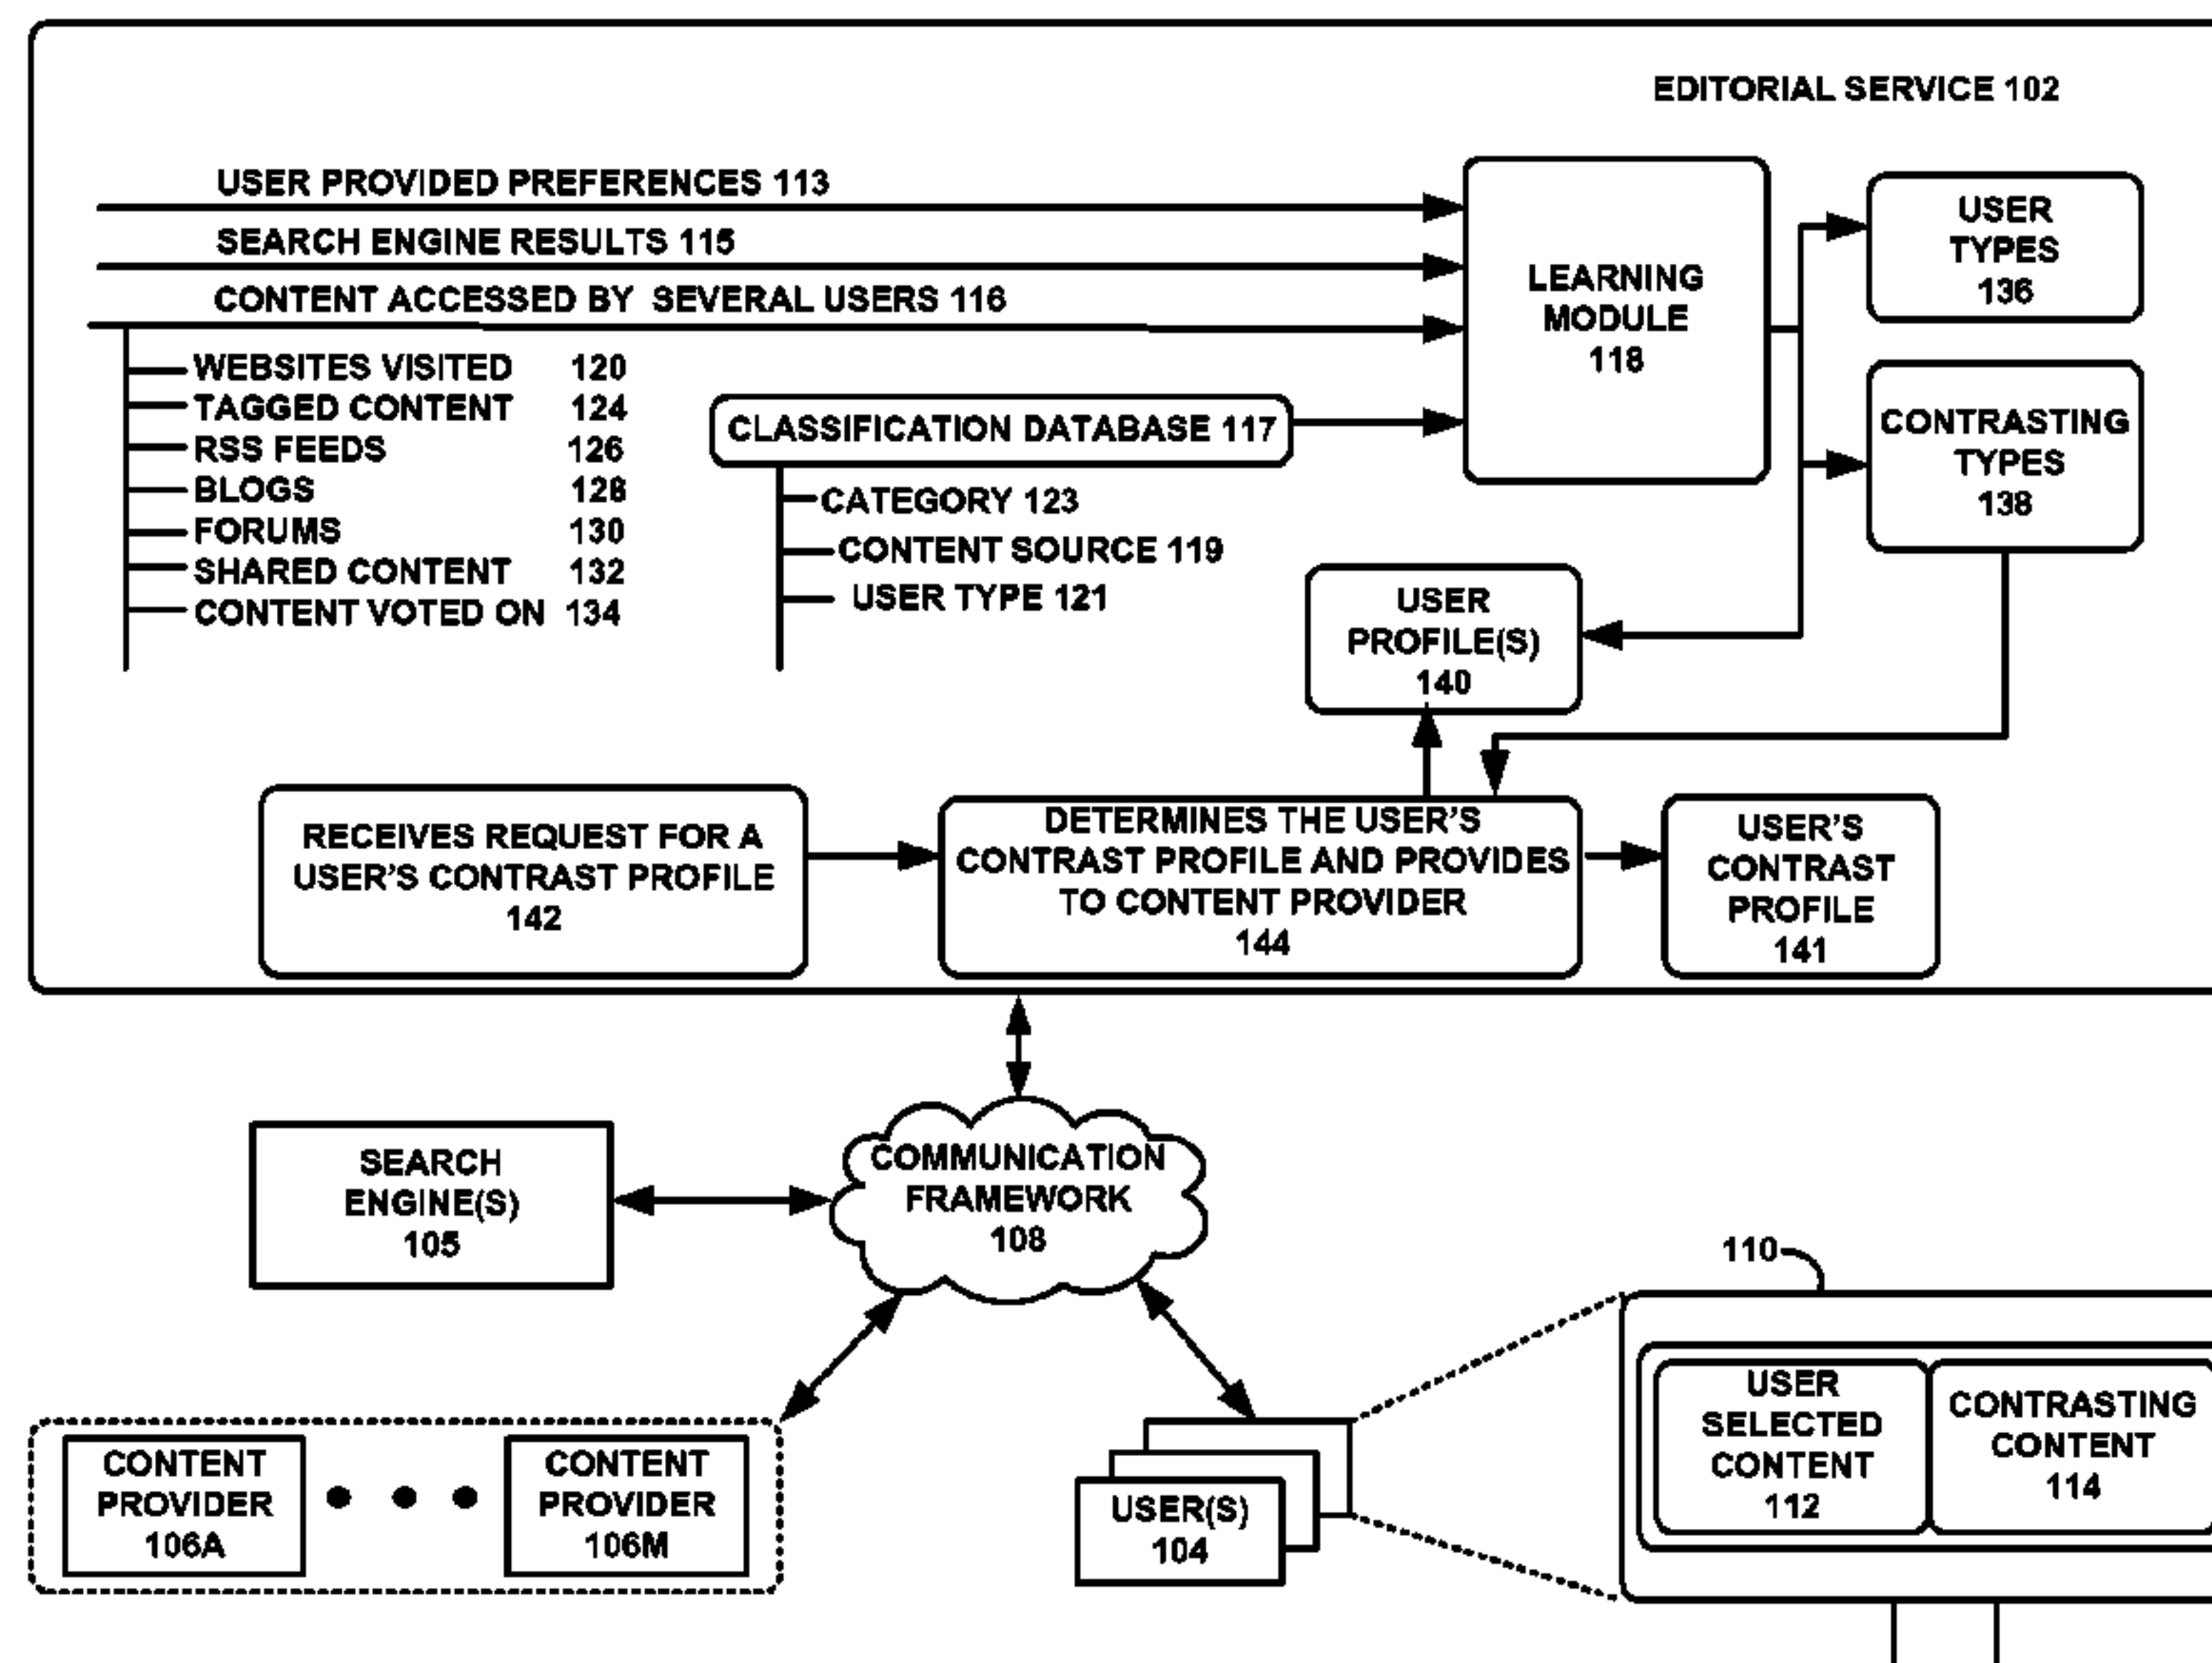 EDITORIAL SERVICE 102
USER PROVIDED PREFERENCES 113
SEARCH ENGINE RESULTS 115
CONTENT ACCESSED BY SEVERAL USERS 116
WEBSITES VISITED 120
TAGGED CONTENT 124
RSS FEEDS 126
BLOGS 128
FORUMS 130
SHARED CONTENT 132
CONTENT VOTED ON 134
CLASSIFICATION DATABASE 117
CATEGORY 123
CONTENT SOURCE 119
USER TYPE 121
LEARNING
MODULE
118
USER
TYPES
136
CONTRASTING
TYPES
138
USER
PROFILE(S)
140
RECEIVES REQUEST FOR A
USER'S CONTRAST PROFILE
142
DETERMINES THE USER'S
CONTRAST PROFILE AND PROVIDES
TO CONTENT PROVIDER
144
USER'S
CONTRAST
PROFILE
141
SEARCH
ENGINE(S)
105
COMMUNICATION
FRAMEWORK
108
CONTENT
PROVIDER
106A
CONTENT
PROVIDER
106M
USER(S)
104
110
USER
SELECTED
CONTENT
112
CONTRASTING
CONTENT
114